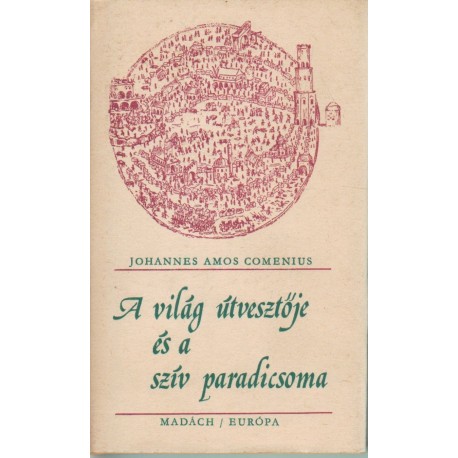 JOHANNES AMOS COMENIUS
A világ útvesztője
és a
szív paradicsoma
MADÁCH / EURÓPA